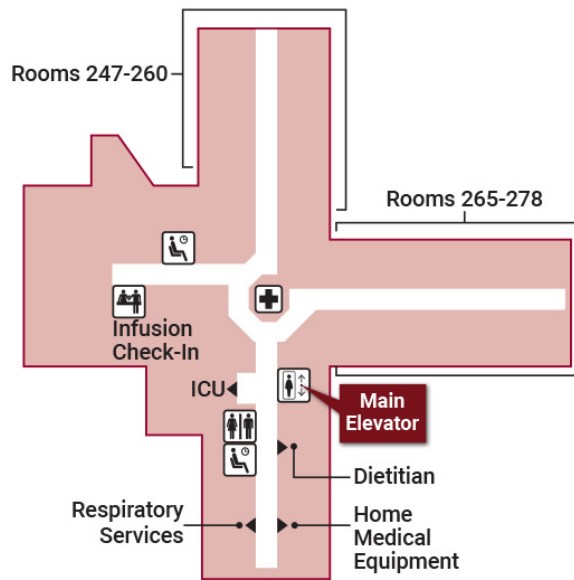 Rooms 247-260
Rooms 265-278
Infusion
Check-In
ICU
Main
Elevator
Dietitian
Respiratory
Services
Home
Medical
Equipment